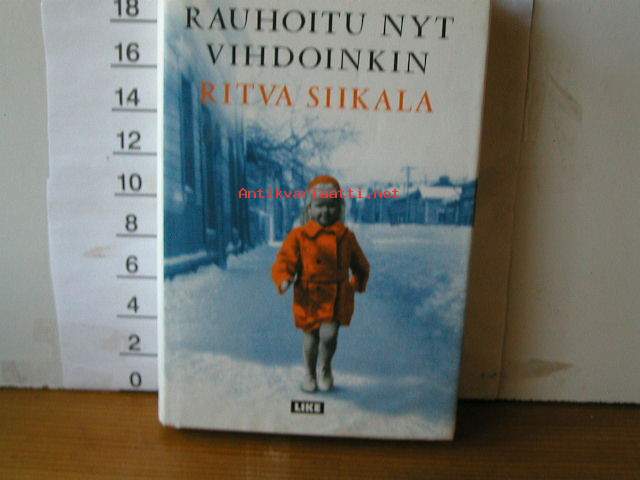 RAUHOITU NYT
VIHDOINKIN
RITVA SIIKALA
Antikvariaatti.net
LIKE
18
16
14
12
10
8
6
4
2
0